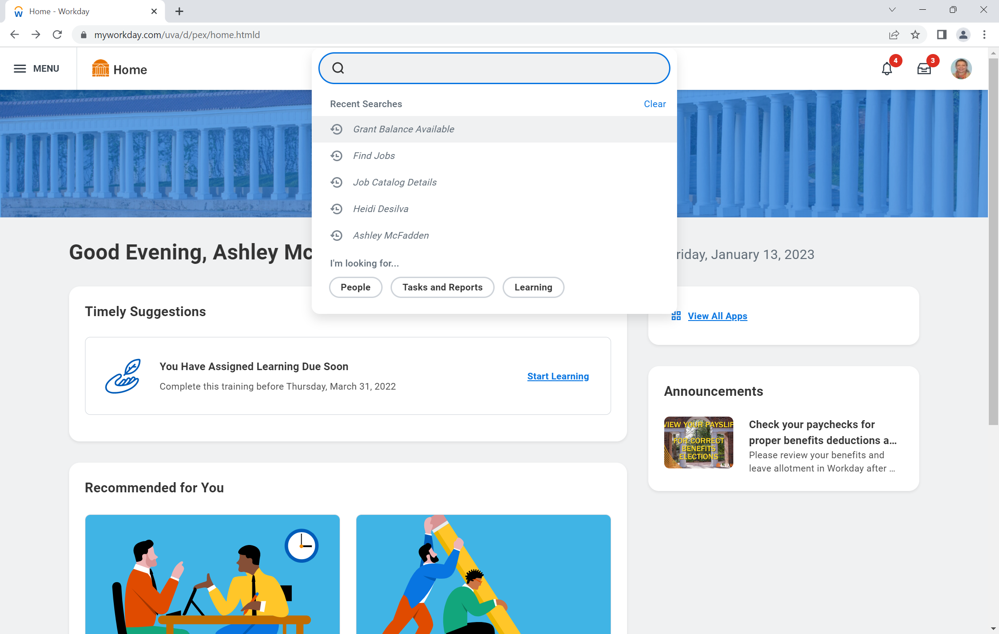 Home - Workday
myworkday.com/uva/d/pex/home.htmld
MENU
Home
4
3
Recent Searches
Clear
Grant Balance Available
Find Jobs
Job Catalog Details
Heidi Desilva
Ashley McFadden
I'm looking for...
People
Tasks and Reports
Learning
Good Evening, Ashley Mc
riday, January 13, 2023
Timely Suggestions
You Have Assigned Learning Due Soon
Complete this training before Thursday, March 31, 2022
Start Learning
View All Apps
Announcements
VIEW YOUR PAYSLIP
FOR CORRECT
BENEFITS
ELECTIONS
Check your paychecks for
proper benefits deductions a...
Please review your benefits and
leave allotment in Workday after ...
Recommended for You